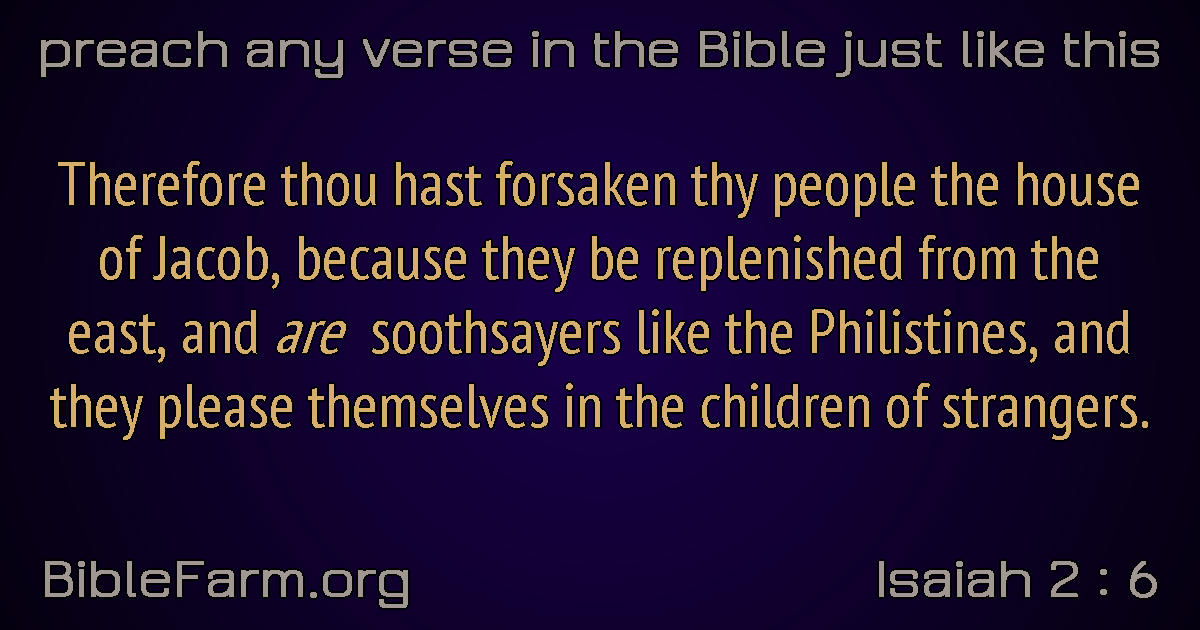 preach any verse in the Bible just like this
Therefore thou hast forsaken thy people the house
of Jacob, because they be replenished from the
east, and are soothsayers like the Philistines, and
they please themselves in the children of strangers.
BibleFarm.org
Isaiah 2 : 6